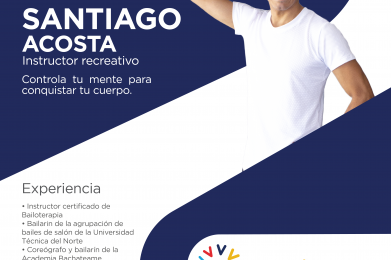 SANTIAGO
ACOSTA
Instructor recreativo
Controla tu mente para
conquistar tu cuerpo.
Experiencia
• Instructor certificado de
Bailoterapia
• Bailarin de la agrupación de
bailes de salón de la Universidad
Técnica del Norte
• Coreógrafo y bailarín de la
Academia Bachateame